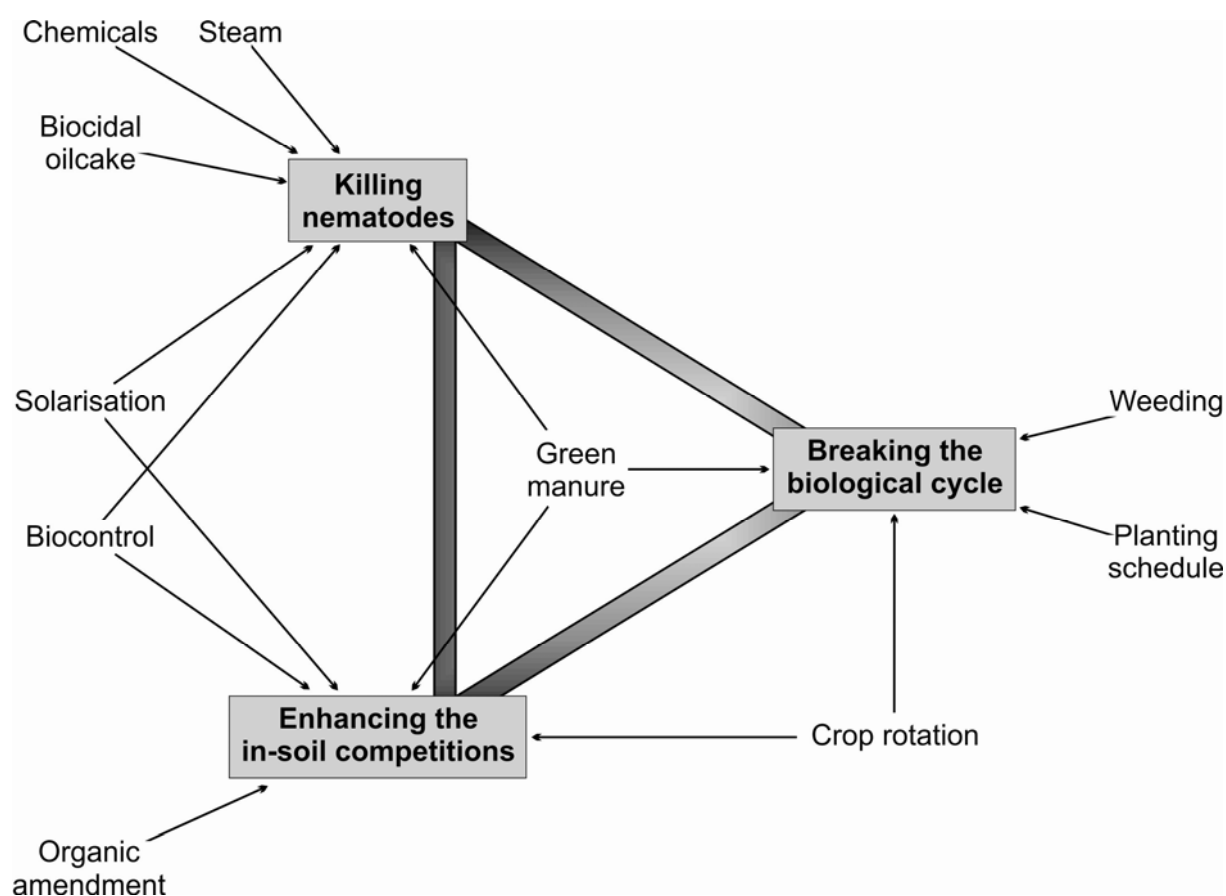 Chemicals
Steam
Biocidal
oilcake
Killing
nematodes
Solarisation
Weeding
Green
manure
Breaking the
biological cycle
Biocontrol
Planting
schedule
Enhancing the
in-soil competitions
Crop rotation
Organic
amendment